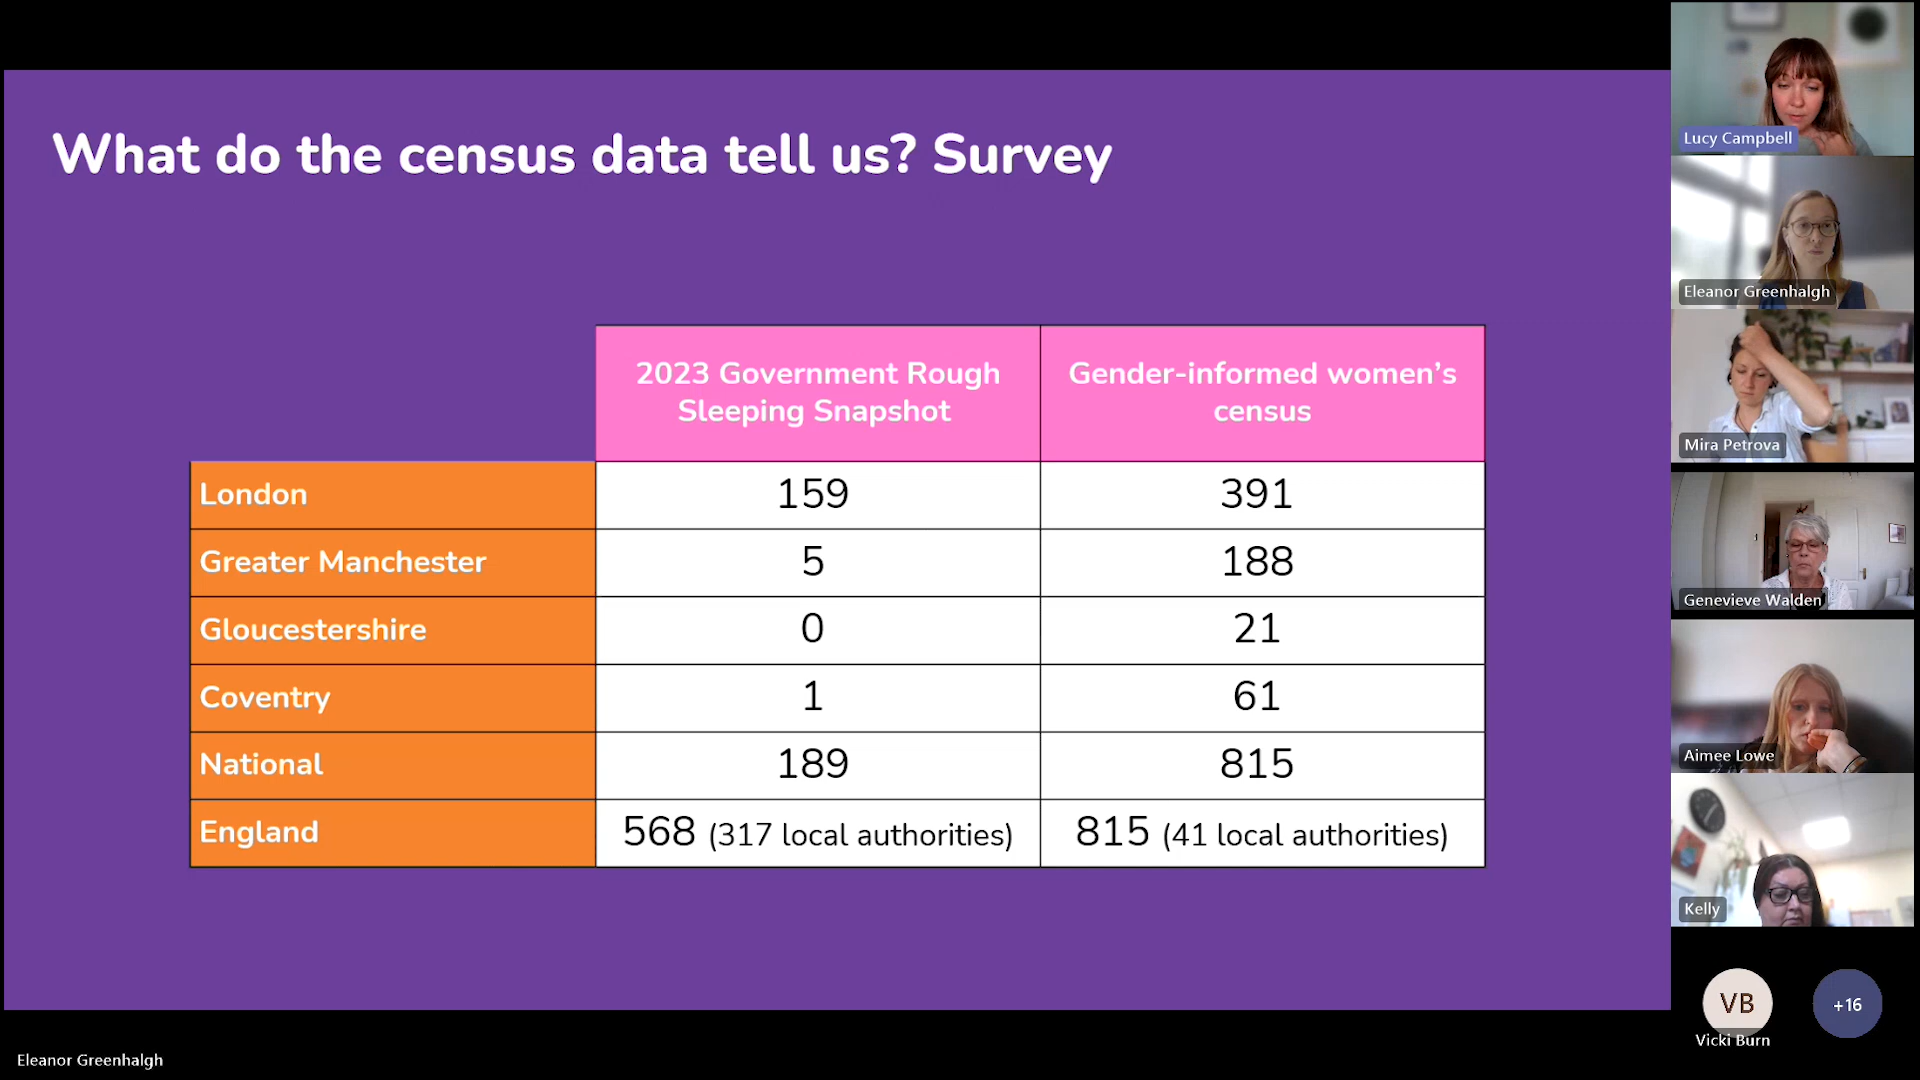 What do the census data tell us? Survey
2023 Government Rough
Sleeping Snapshot
Gender-informed women’s
census
London 159 391
Greater Manchester 5 188
Gloucestershire 0 21
Coventry 1 61
National 189 815
England 568 (317 local authorities) 815 (41 local authorities)
Lucy Campbell
Eleanor Greenhalgh
Mira Petrova
Genevieve Walden
Aimee Lowe
Kelly
VB
Vicki Burn
+16
Eleanor Greenhalgh